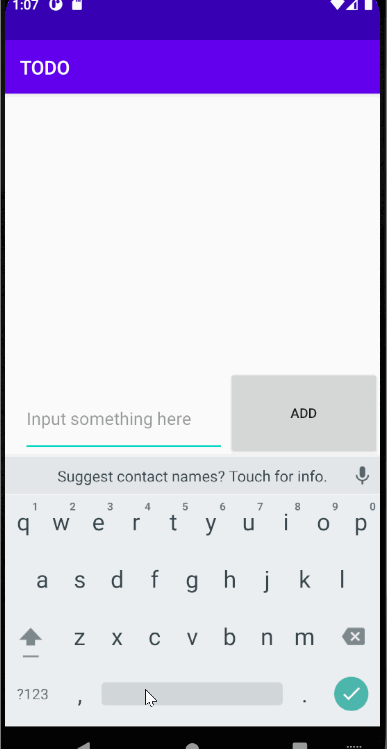 1:07
TODO
Input something here
ADD
Suggest contact names? Touch for info.
1 2 3 4 5 6 7 8 9 0
q w e r t y u i o p
a s d f g h j k l
z x c v b n m
?123 , .